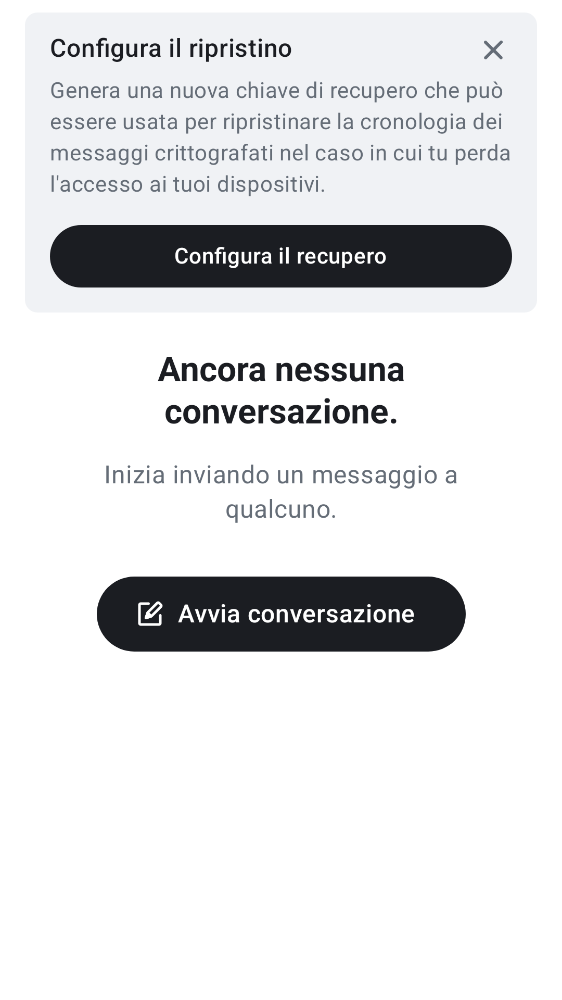 Configura il ripristino
Genera una nuova chiave di recupero che può
essere usata per ripristinare la cronologia dei
messaggi crittografati nel caso in cui tu perda
l'accesso ai tuoi dispositivi.
Configura il recupero
Ancora nessuna
conversazione.
Inizia inviando un messaggio a
qualcuno.
Avvia conversazione